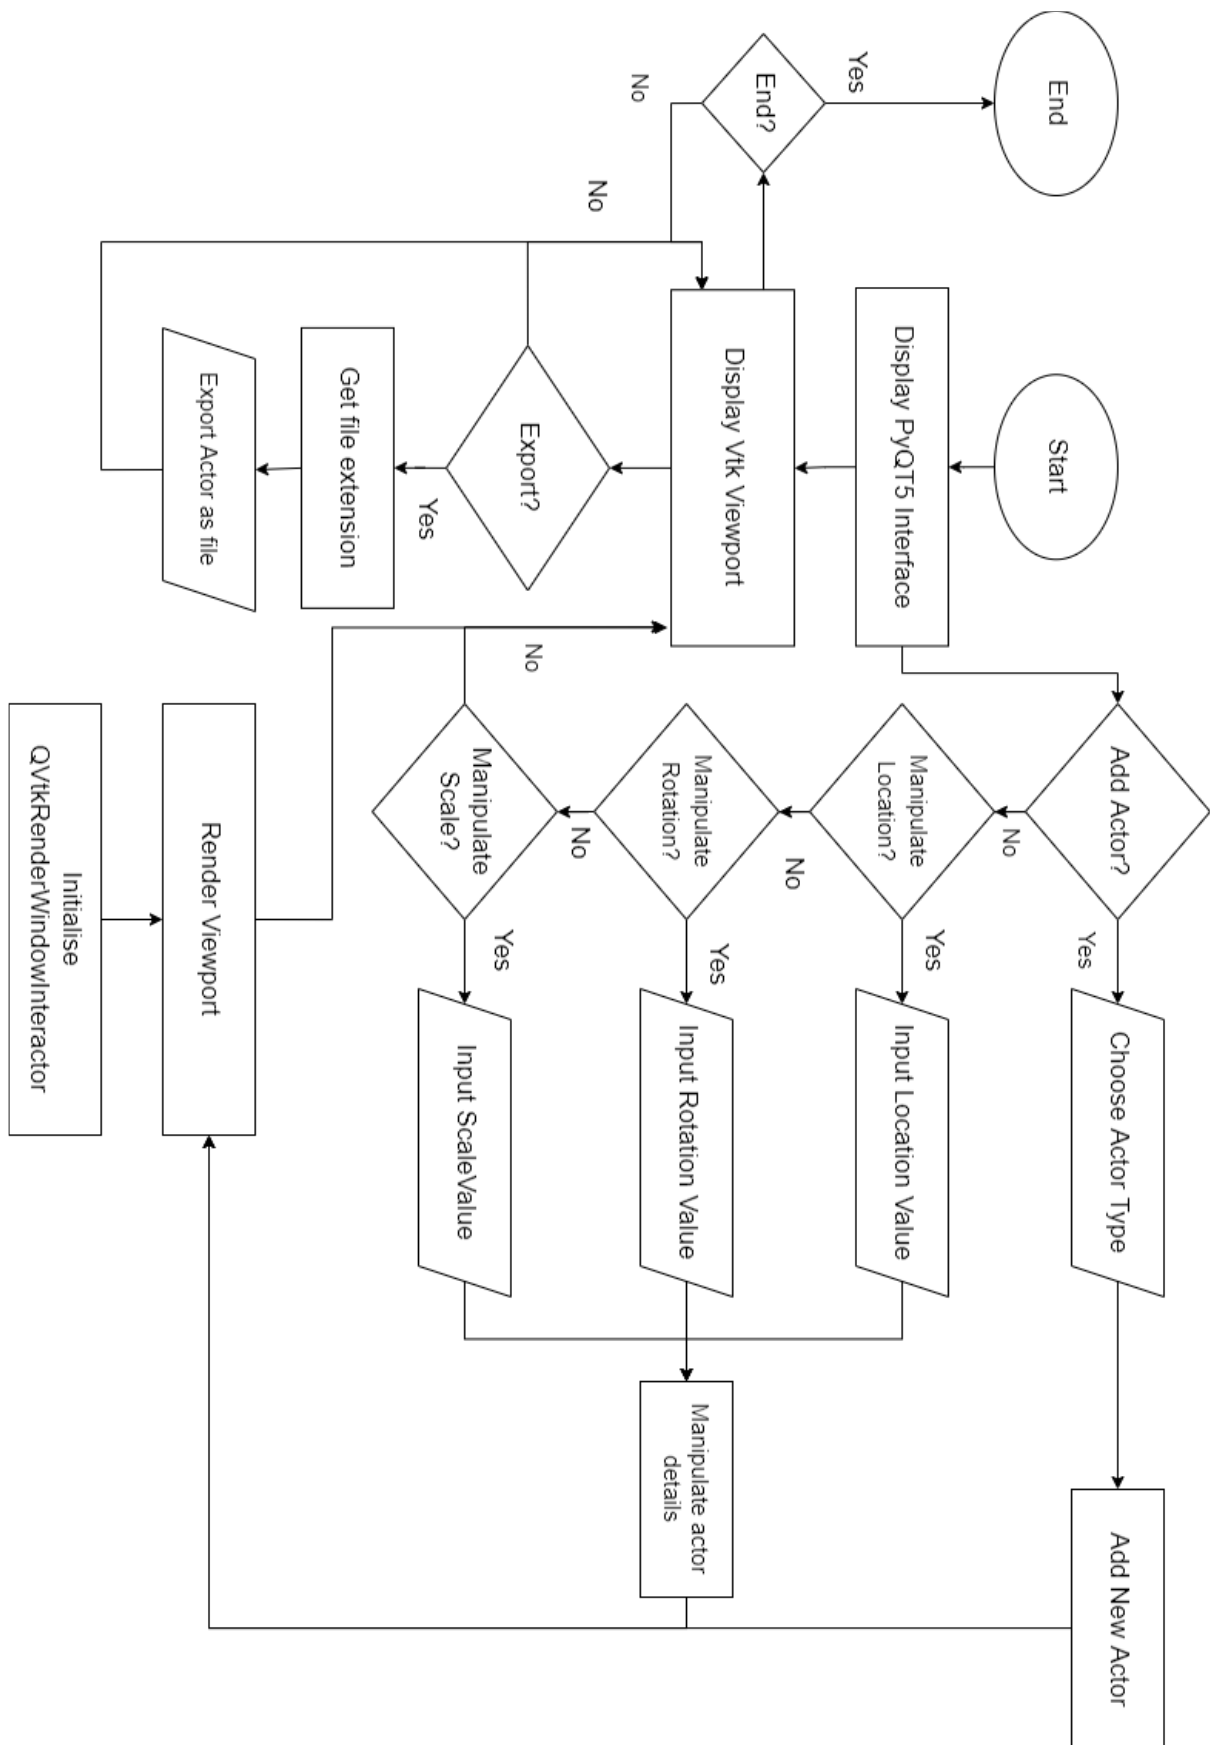 End
Yes
End?
No
No
Start
Display PyQT5 Interface
Display Vtk Viewport
Export?
Yes
Get file extension
Export Actor as file
Add Actor?
Yes
Choose Actor Type
Add New Actor
No
Manipulate
Location?
Yes
Input Location Value
No
Manipulate
Rotation?
Yes
Input Rotation Value
Manipulate actor
details
No
Manipulate
Scale?
Yes
Input ScaleValue
No
Render Viewport
Initialise
QVtkRenderWindowInteractor